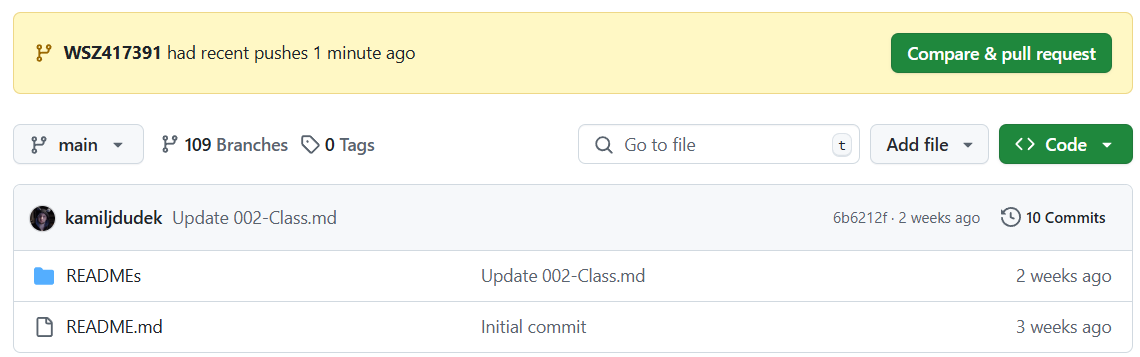 WSZ417391 had recent pushes 1 minute ago
Compare & pull request
main 109 Branches 0 Tags
Go to file t
Add file
Code
kamiljdudek Update 002-Class.md 6b6212f · 2 weeks ago 10 Commits
READMEs Update 002-Class.md 2 weeks ago
README.md Initial commit 3 weeks ago